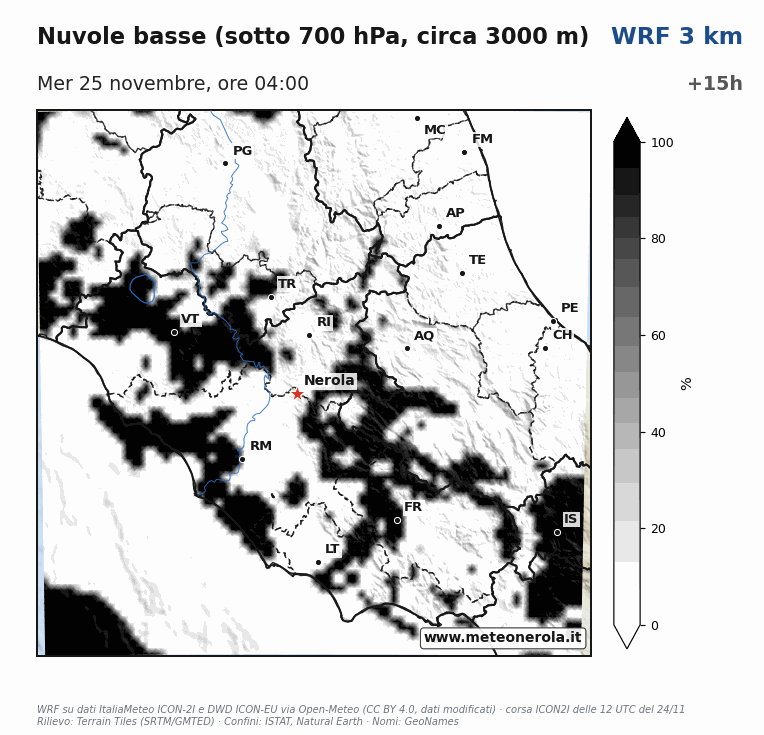 Nuvole basse (sotto 700 hPa, circa 3000 m) WRF 3 km
Mer 25 novembre, ore 04:00 +15h
MC
FM
PG
AP
TE
TR
PE
VT
RI
AQ
CH
Nerola
RM
FR
IS
LT
www.meteonerola.it
100
80
60
%
40
20
0
WRF su dati ItaliaMeteo ICON-2I e DWD ICON-EU via Open-Meteo (CC BY 4.0, dati modificati) · corsa ICON2I delle 12 UTC del 24/11
Rilievo: Terrain Tiles (SRTM/GMTED) · Confini: ISTAT, Natural Earth · Nomi: GeoNames